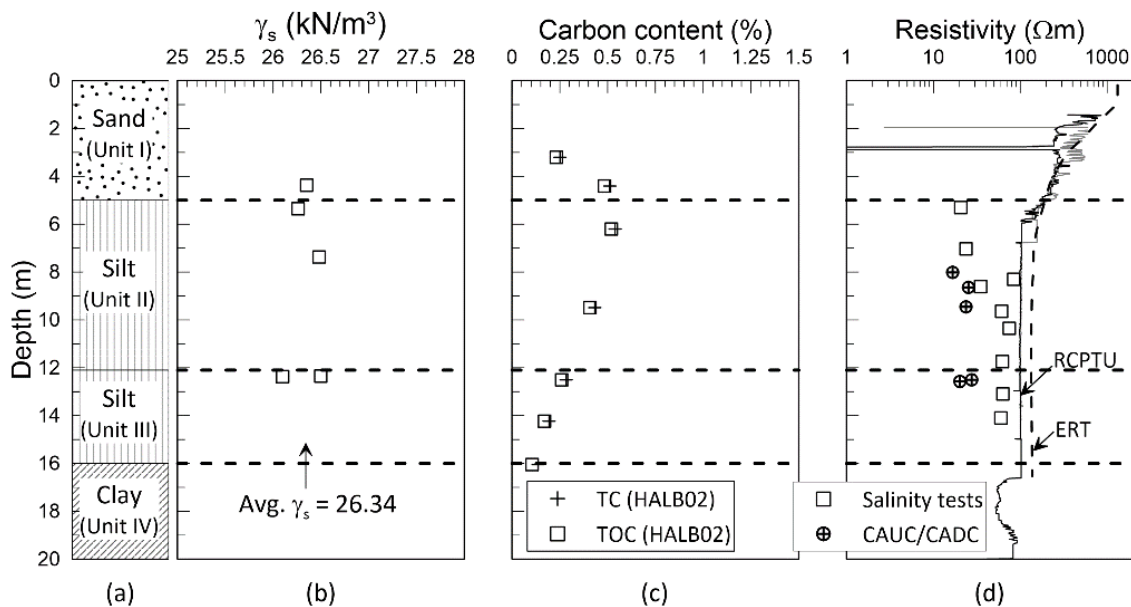 γs (kN/m³)
Carbon content (%)
Resistivity (Ωm)
25 25.5 26 26.5 27 27.5 28
0 0.25 0.5 0.75 1 1.25 1.5
1 10 100 1000
Depth (m)
0
2
4
6
8
10
12
14
16
18
20
Sand
(Unit I)
Silt
(Unit II)
Silt
(Unit III)
Clay
(Unit IV)
Avg. γs = 26.34
TC (HALB02)
TOC (HALB02)
RCPTU
ERT
Salinity tests
CAUC/CADC
(a) (b) (c) (d)